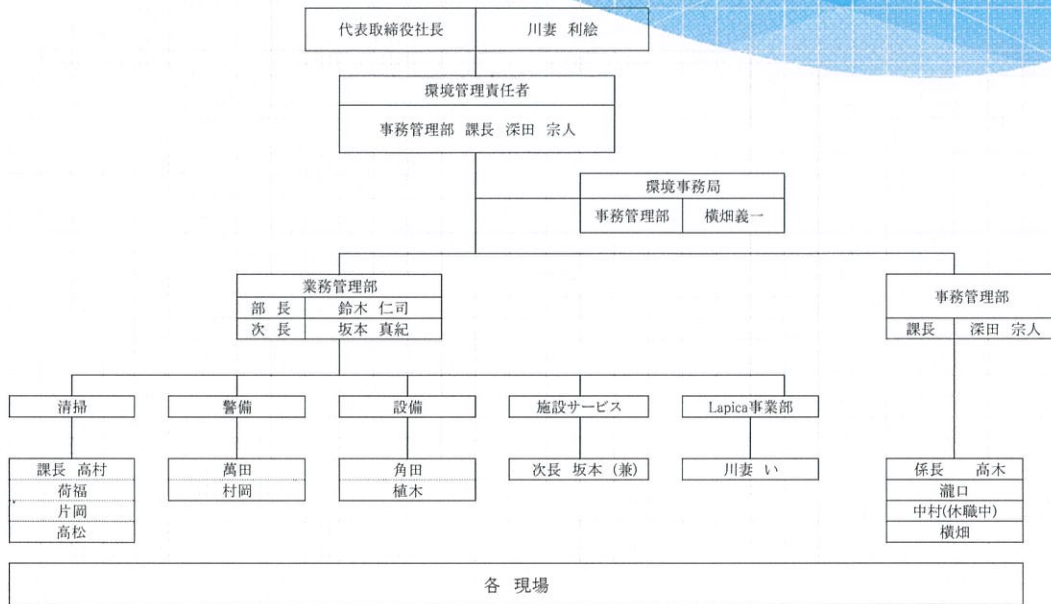 代表取締役社長 川妻 利絵
環境管理責任者
事務管理部 課長 深田 宗人
環境事務局
事務管理部 横畑義一
業務管理部
部 長 鈴木 仁司
次 長 坂本 真紀
事務管理部
課長 深田 宗人
清掃
課長 高村
荷福
片岡
高松
警備
萬田
村岡
設備
角田
植木
施設サービス
次長 坂本 (兼)
Lapica事業部
川妻 い
係長 高木
瀧口
中村(休職中)
横畑
各 現場